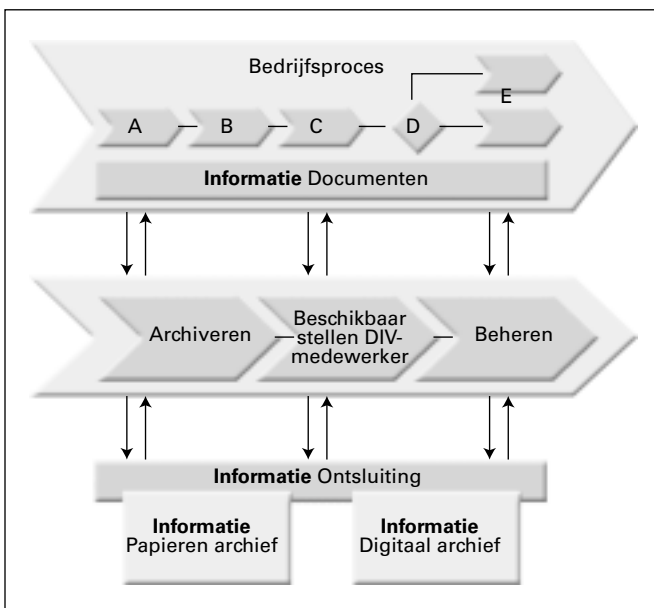 Bedrijfsproces
E
A B C D
Informatie Documenten
Archiveren
Beschikbaar
stellen DIV-
medewerker
Beheren
Informatie Ontsluiting
Informatie
Papieren archief
Informatie
Digitaal archief